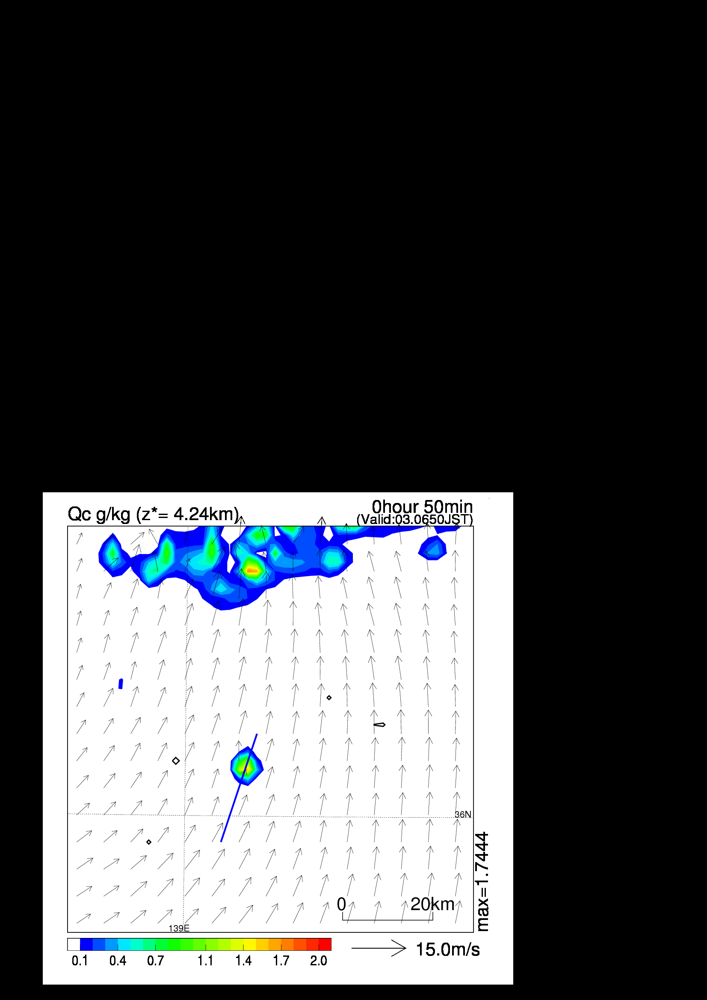 0hour 50min
Qc g/kg (z*= 4.24km)
(Valid:03.0650JST)
36N
max=1.7444
0 20km
139E
15.0m/s
0.1 0.4 0.7 1.1 1.4 1.7 2.0